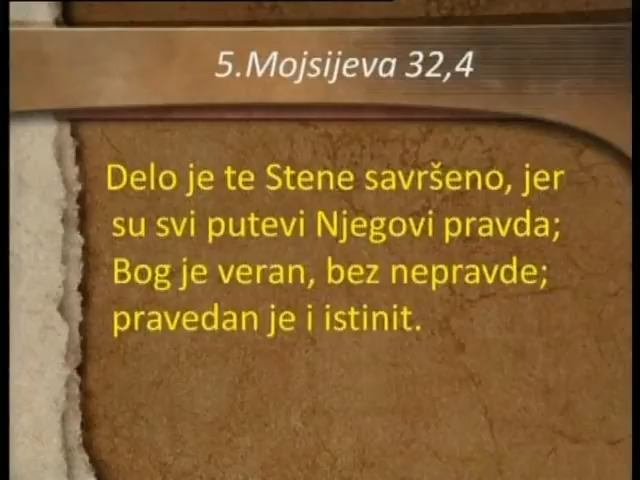 5.Mojsijeva 32,4
Delo je te Stene savršeno, jer
su svi putevi Njegovi pravda;
Bog je veran, bez nepravde;
pravedan je i istinit.